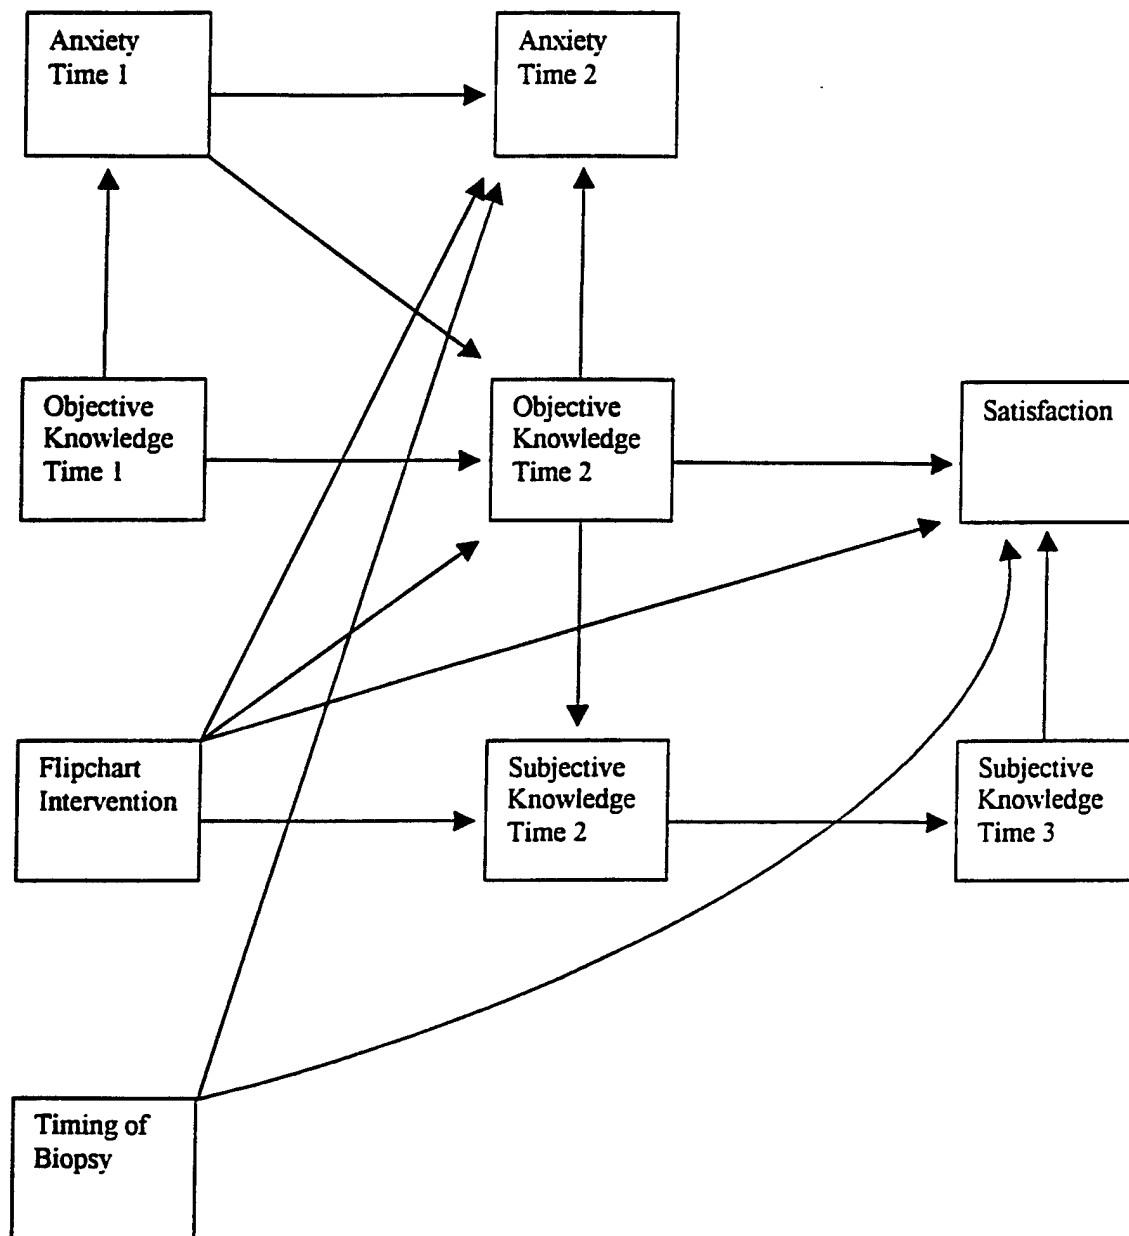 Anxiety
Time 1
Anxiety
Time 2
Objective
Knowledge
Time 1
Objective
Knowledge
Time 2
Satisfaction
Flipchart
Intervention
Subjective
Knowledge
Time 2
Subjective
Knowledge
Time 3
Timing of
Biopsy